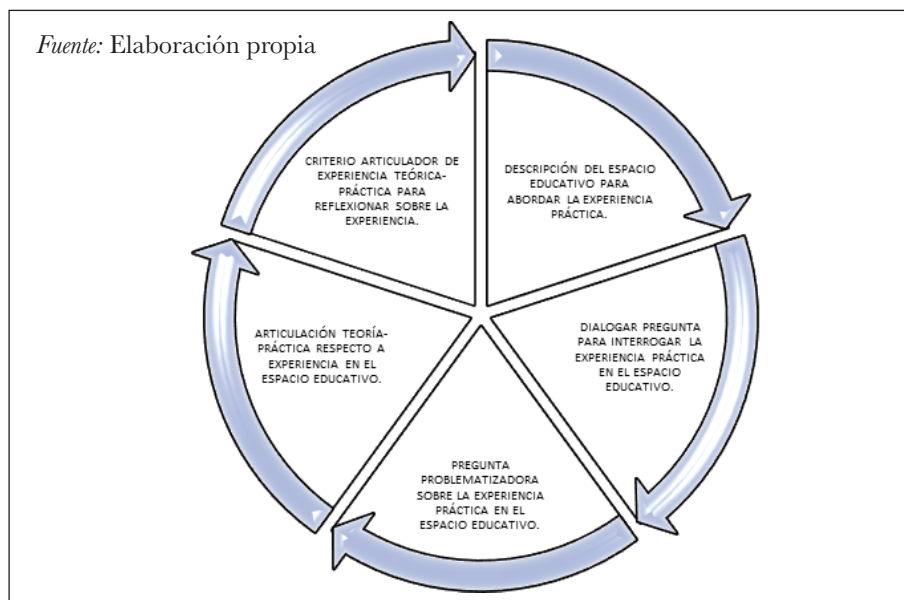 Fuente: Elaboración propia
CRITERIO ARTICULADOR DE
EXPERIENCIA TEÓRICA-
PRÁCTICA PARA
REFLEXIONAR SOBRE LA
EXPERIENCIA.
DESCRIPCIÓN DEL ESPACIO
EDUCATIVO PARA
ABORDAR LA EXPERIENCIA
PRÁCTICA.
DIALOGAR PREGUNTA
PARA INTERROGAR LA
EXPERIENCIA PRÁCTICA
EN EL ESPACIO
EDUCATIVO.
PREGUNTA
PROBLEMATIZADORA
SOBRE LA EXPERIENCIA
PRÁCTICA EN EL
ESPACIO EDUCATIVO.
ARTICULACIÓN TEORÍA-
PRÁCTICA RESPECTO A
EXPERIENCIA EN EL
ESPACIO EDUCATIVO.